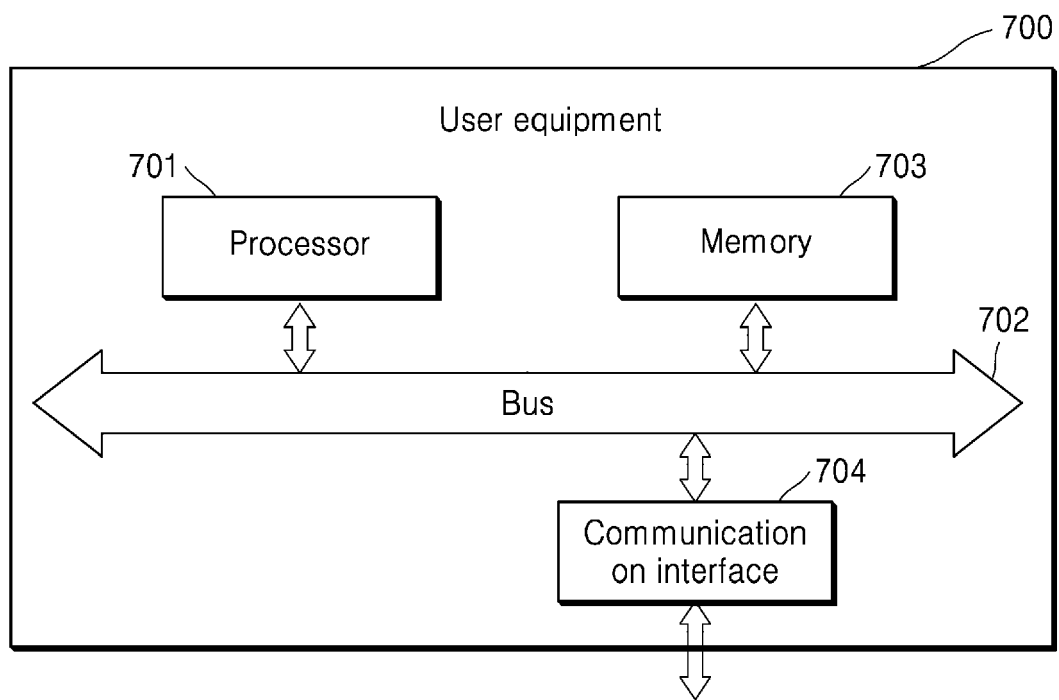 700
User equipment
701
703
Processor
Memory
702
Bus
704
Communication
on interface